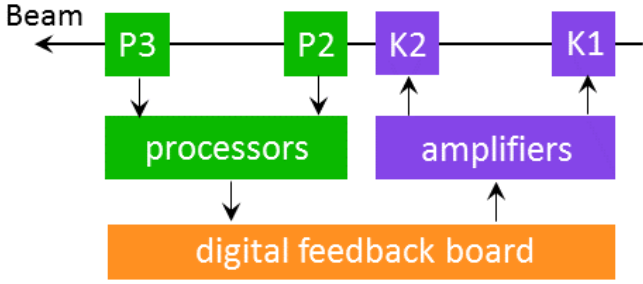 Beam
P3 P2 K2 K1
processors amplifiers
digital feedback board